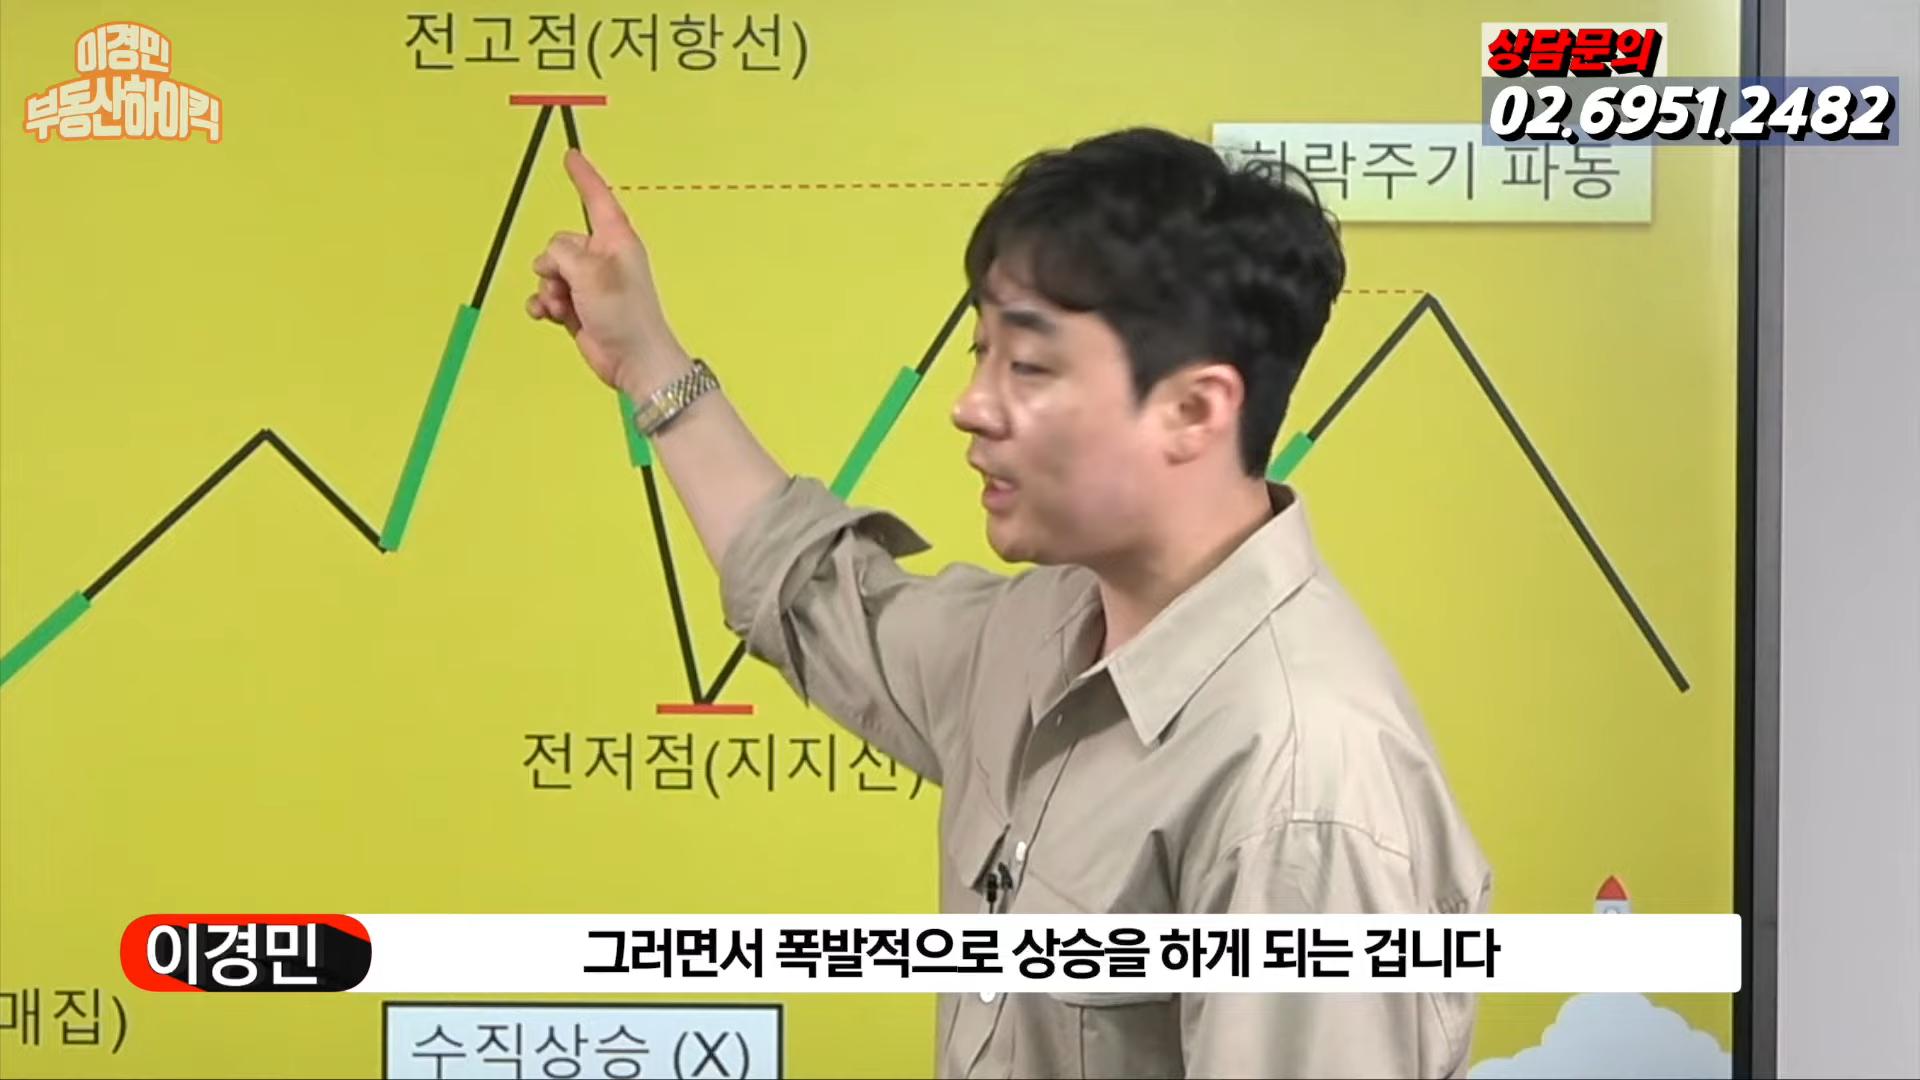 이경민
부동산하이킥
전고점(저항선)
상담문의
02.6951.2482
하락주기 파동
전저점(지지선)
이경민
그러면서 폭발적으로 상승을 하게 되는 겁니다
매집)
수직상승 (X)